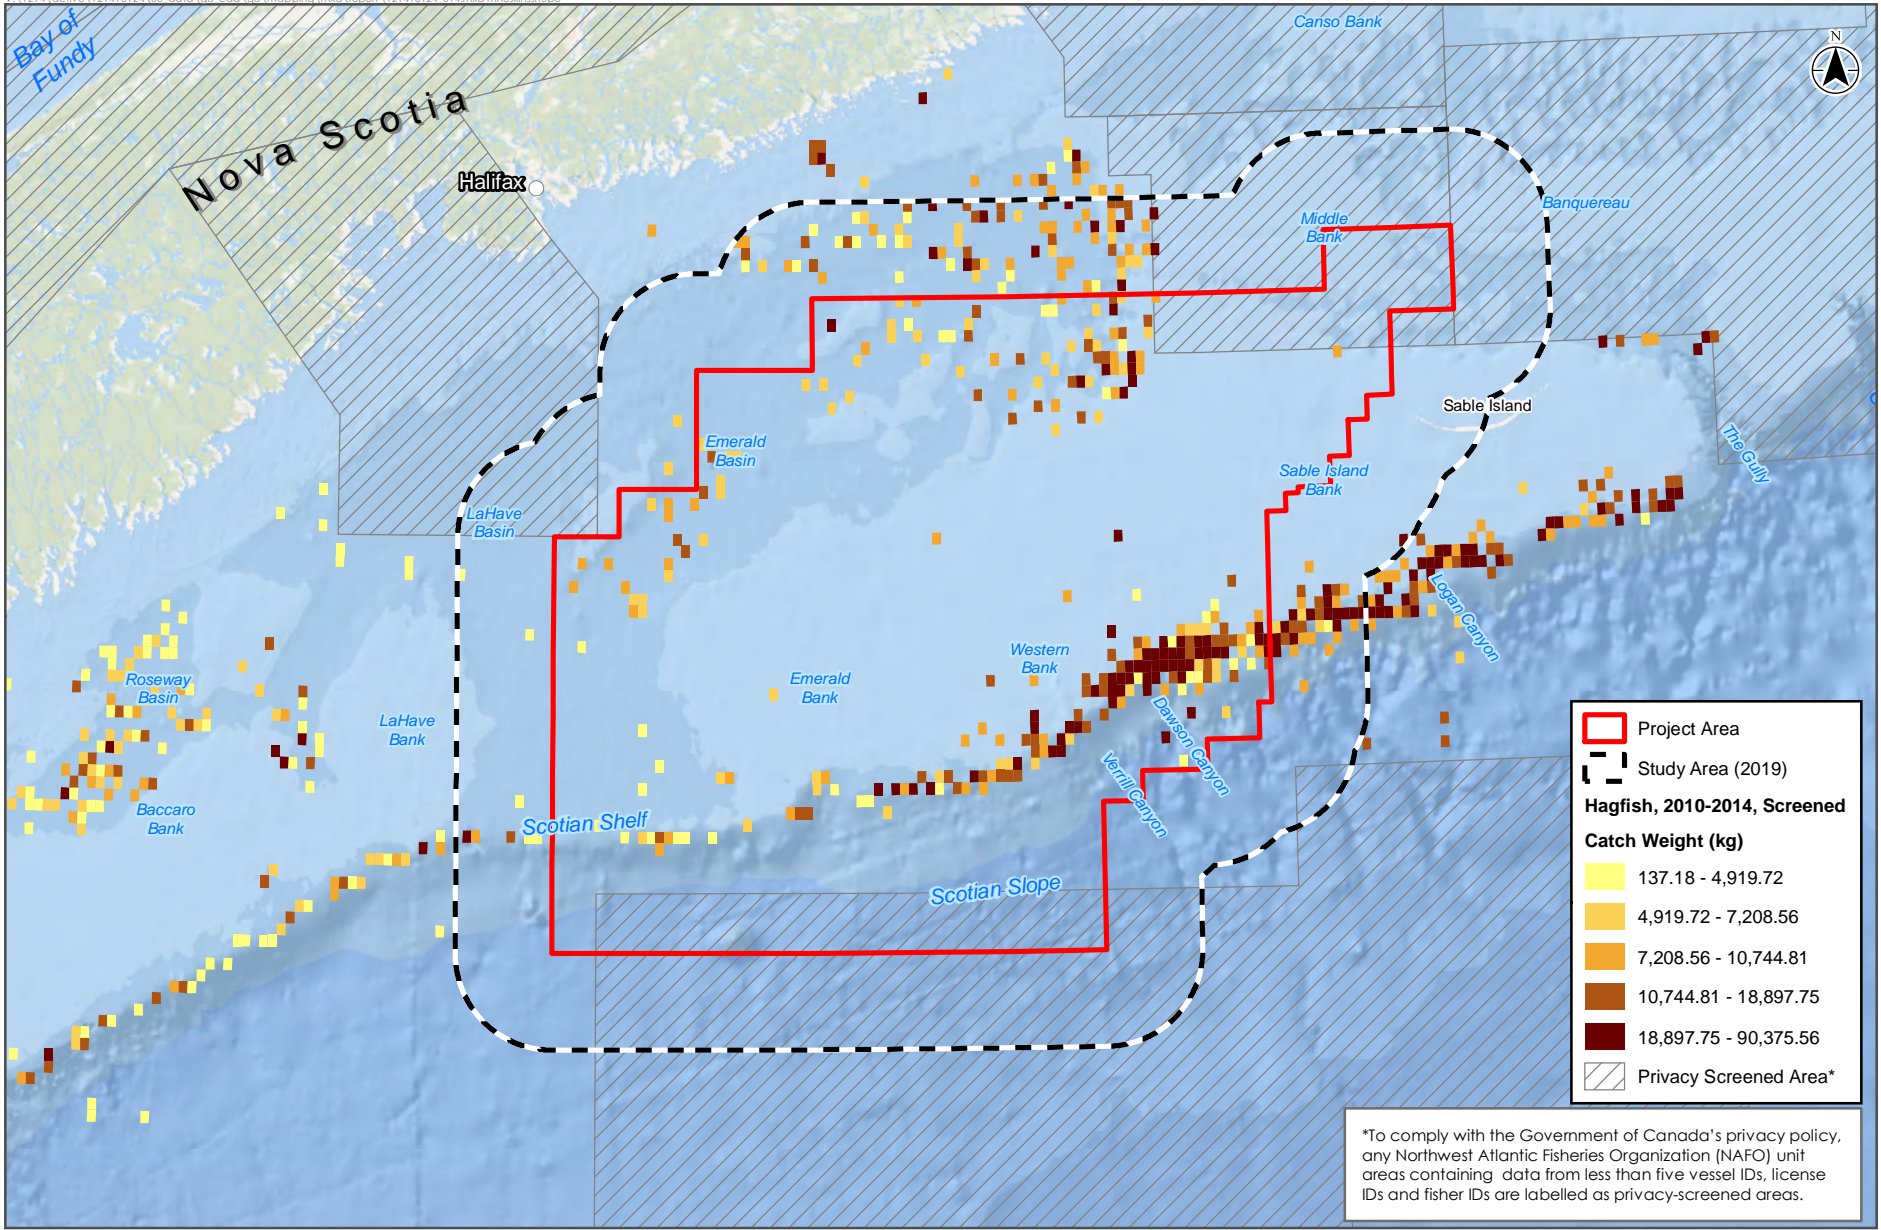 Bay of
Fundy
Nova Scotia
Halifax
Canso Bank
N
Banquereau
Middle
Bank
Sable Island
The Gully
Emerald
Basin
Sable Island
Bank
LaHave
Basin
Logan Canyon
Western
Bank
Roseway
Basin
Emerald
Bank
LaHave
Bank
Dawson Canyon
Verrill Canyon
Baccaro
Bank
Scotian Shelf
Scotian Slope
Project Area
Study Area (2019)
Hagfish, 2010-2014, Screened
Catch Weight (kg)
137.18 - 4,919.72
4,919.72 - 7,208.56
7,208.56 - 10,744.81
10,744.81 - 18,897.75
18,897.75 - 90,375.56
Privacy Screened Area*
*To comply with the Government of Canada's privacy policy,
any Northwest Atlantic Fisheries Organization (NAFO) unit
areas containing data from less than five vessel IDs, license
IDs and fisher IDs are labelled as privacy-screened areas.